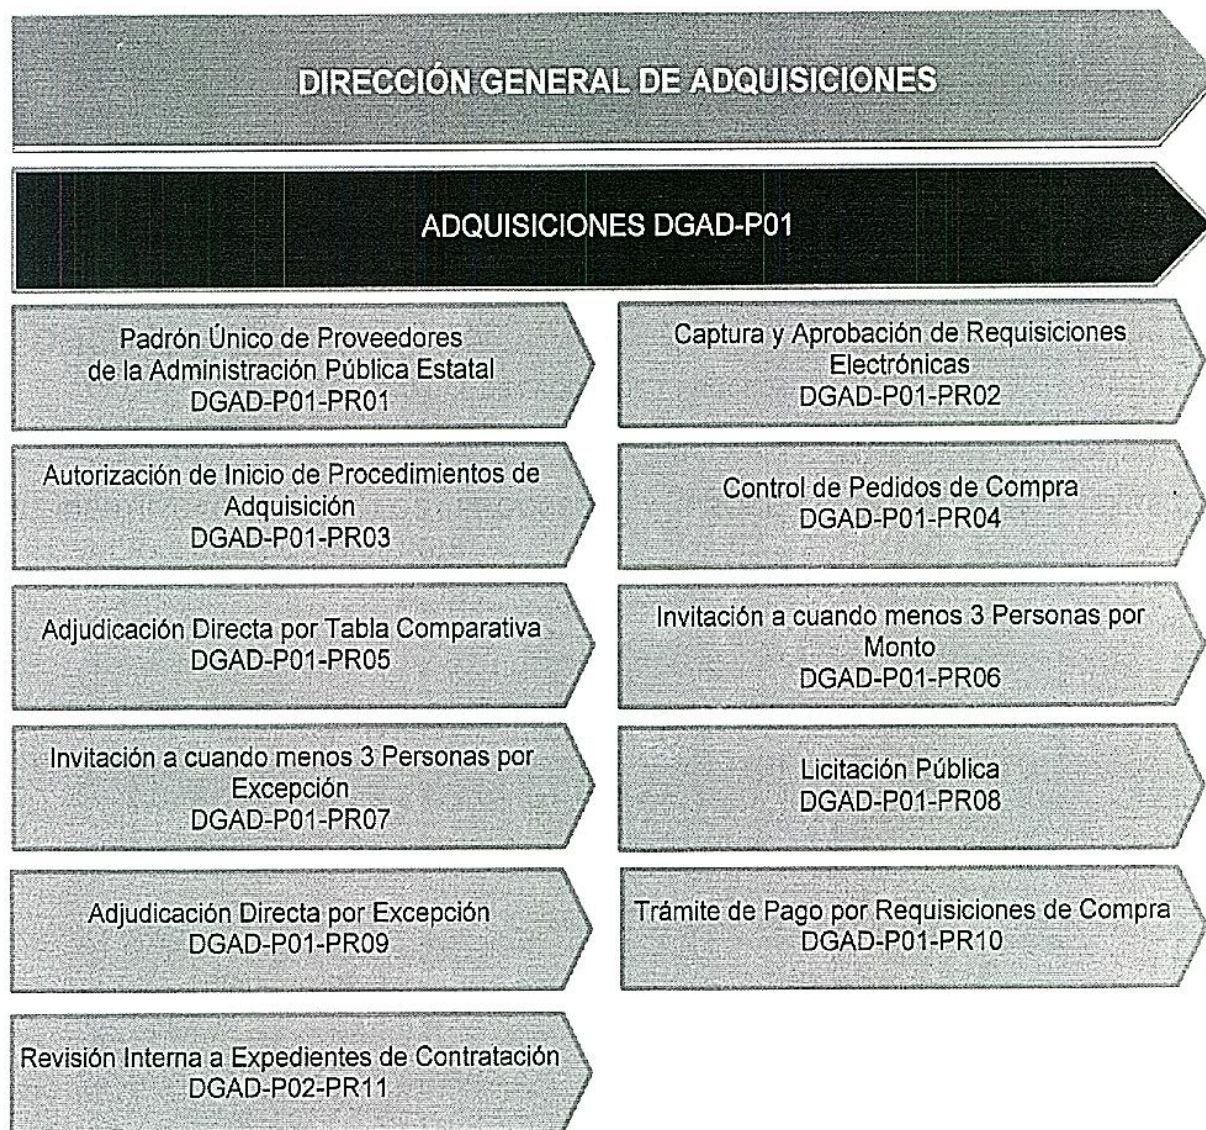 DIRECCIÓN GENERAL DE ADQUISICIONES
ADQUISICIONES DGAD-P01
Padrón Único de Proveedores
de la Administración Pública Estatal
DGAD-P01-PR01
Captura y Aprobación de Requisiciones
Electrónicas
DGAD-P01-PR02
Autorización de Inicio de Procedimientos de
Adquisición
DGAD-P01-PR03
Control de Pedidos de Compra
DGAD-P01-PR04
Adjudicación Directa por Tabla Comparativa
DGAD-P01-PR05
Invitación a cuando menos 3 Personas por
Monto
DGAD-P01-PR06
Invitación a cuando menos 3 Personas por
Excepción
DGAD-P01-PR07
Licitación Pública
DGAD-P01-PR08
Adjudicación Directa por Excepción
DGAD-P01-PR09
Trámite de Pago por Requisiciones de Compra
DGAD-P01-PR10
Revisión Interna a Expedientes de Contratación
DGAD-P02-PR11